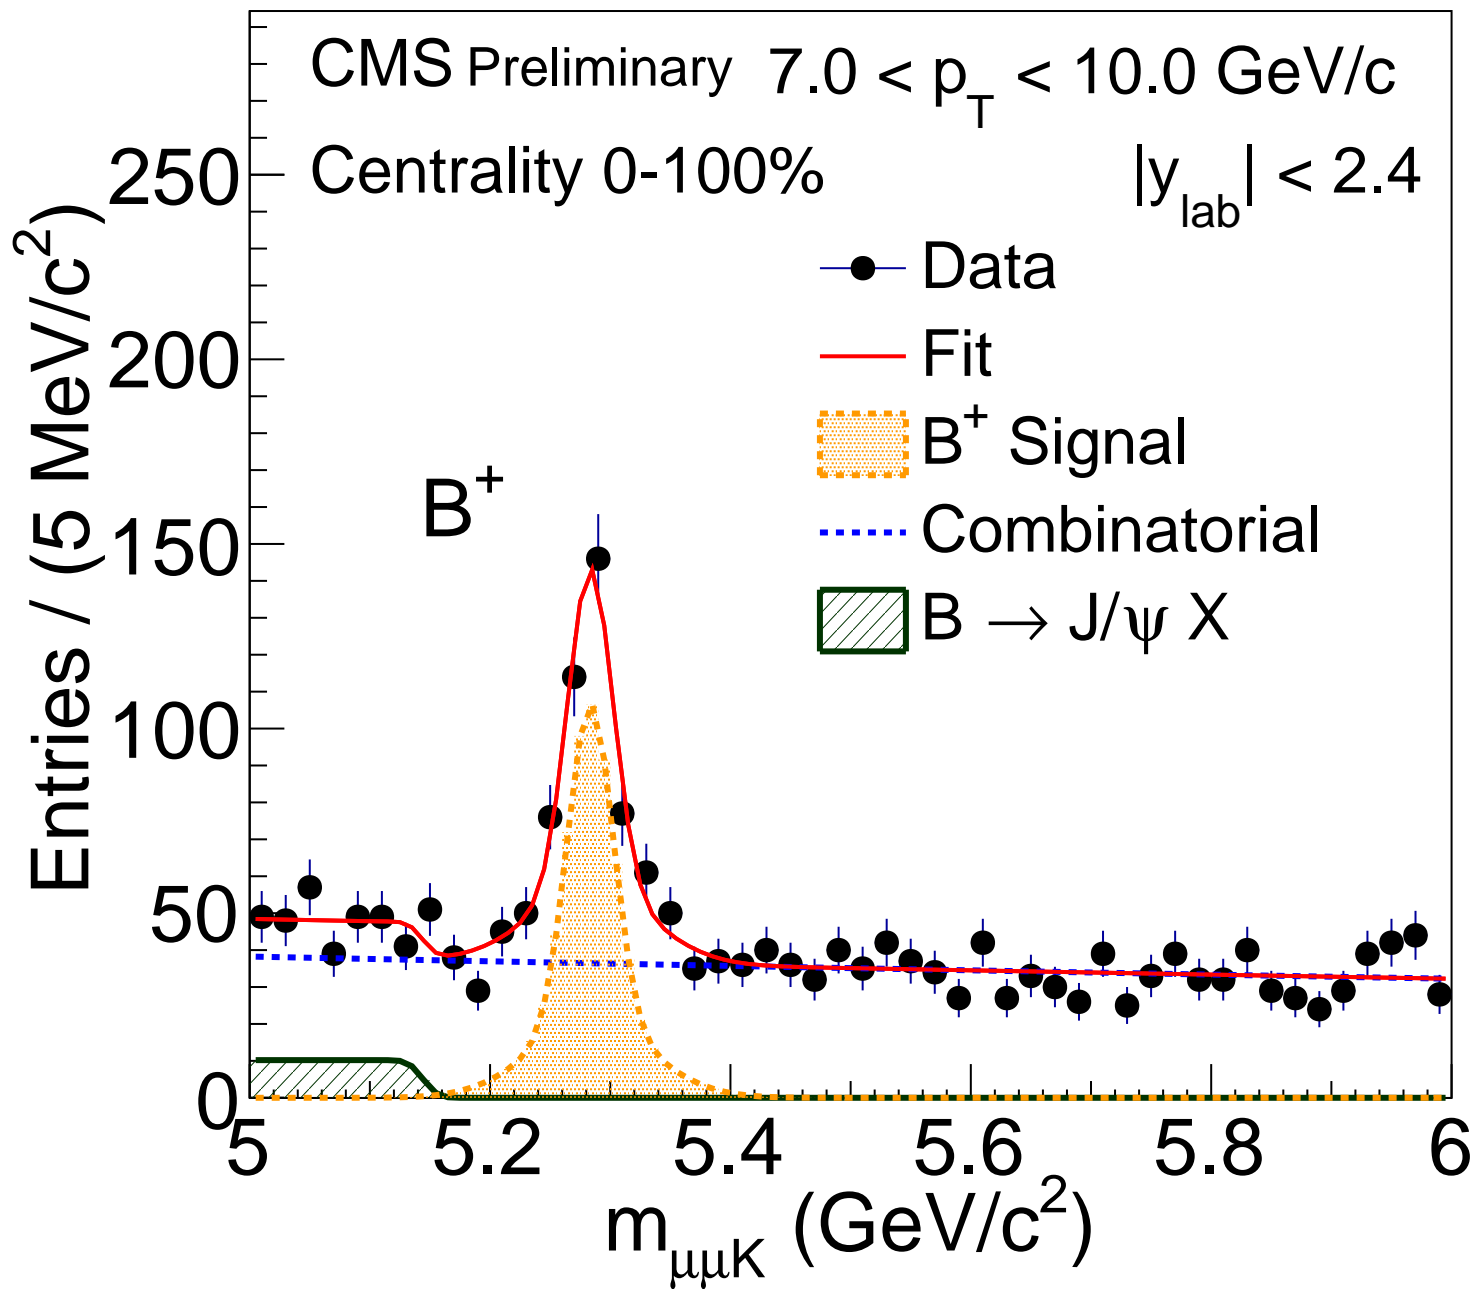 CMS Preliminary 7.0 < p_T < 10.0 GeV/c
Centrality 0-100% |y_lab| < 2.4
Data
Fit
B⁺ Signal
Combinatorial
B → J/ψ X
B⁺
Entries / (5 MeV/c²)
250
200
150
100
50
0
5 5.2 5.4 5.6 5.8 6
m_μμK (GeV/c²)